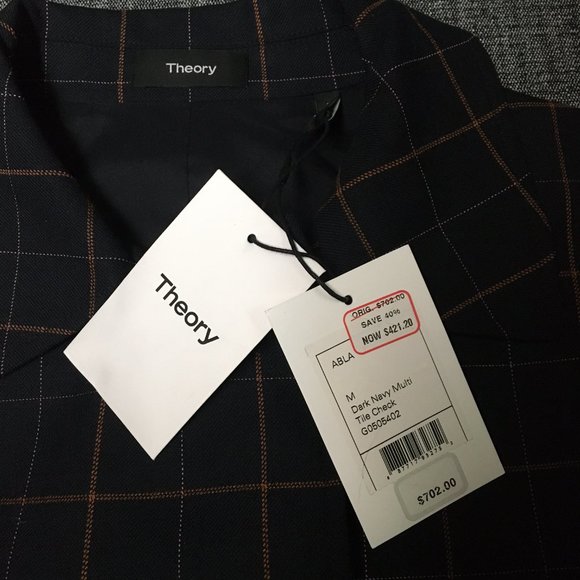 Theory
Theory
ORIG. $702.00
SAVE 40%
NOW $421.20
ABLA
M
Dark Navy Multi
Tile Check
G0505402
$702.00